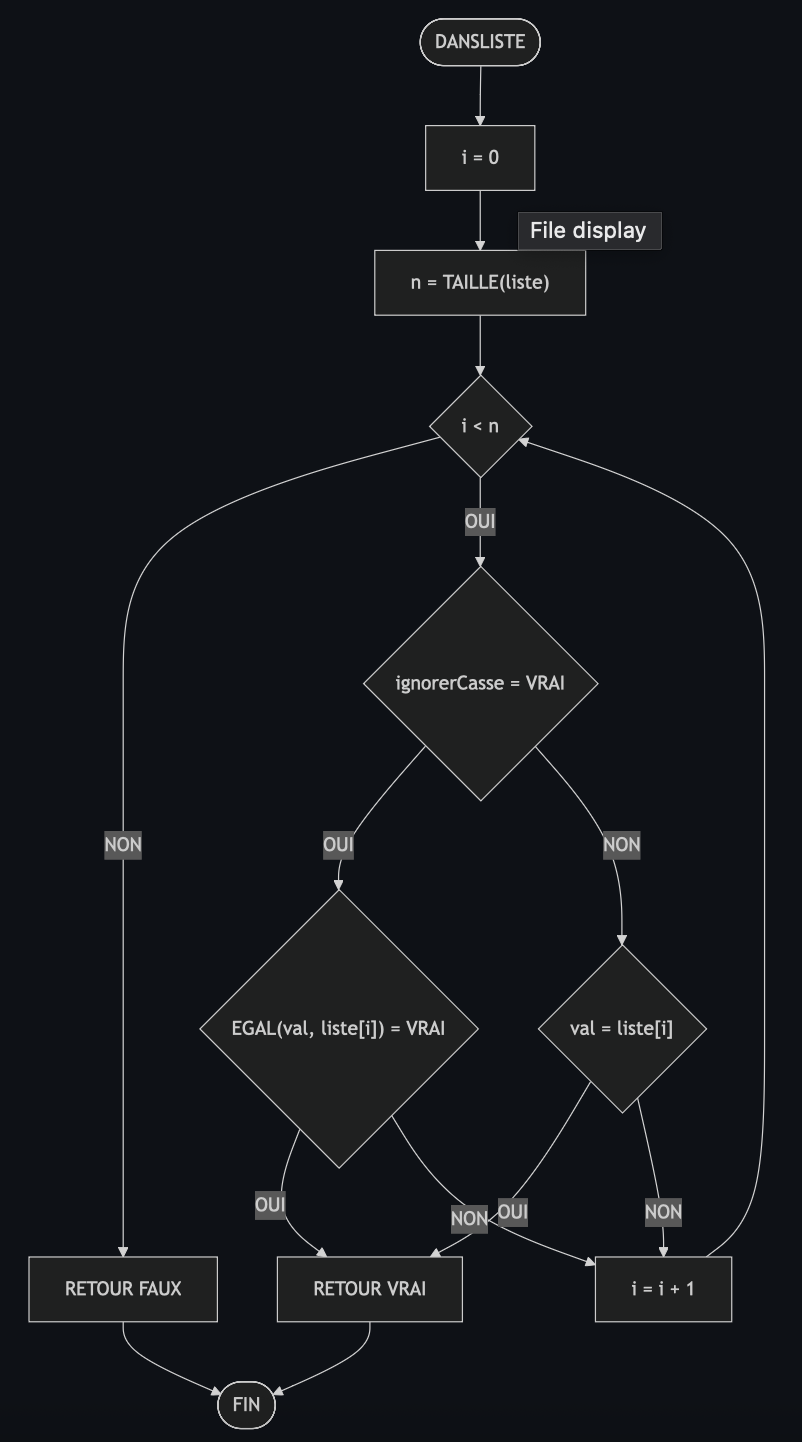 DANSLISTE
i = 0
File display
n = TAILLE(liste)
i < n
OUI
ignorerCasse = VRAI
NON
OUI
NON
EGAL(val, liste[i]) = VRAI
val = liste[i]
OUI
NON
OUI
NON
RETOUR FAUX
RETOUR VRAI
i = i + 1
FIN